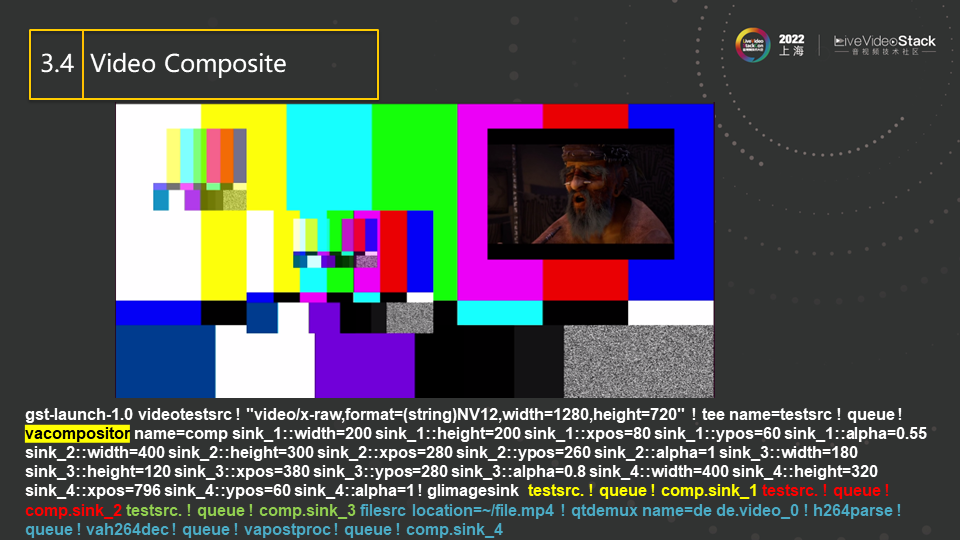 3.4 Video Composite
2022
上海
LiveVideoStack
音视频技术社区
gst-launch-1.0 videotestsrc ! "video/x-raw,format=(string)NV12,width=1280,height=720" ! tee name=testsrc ! queue !
vacompositor name=comp sink_1::width=200 sink_1::height=200 sink_1::xpos=80 sink_1::ypos=60 sink_1::alpha=0.55
sink_2::width=400 sink_2::height=300 sink_2::xpos=280 sink_2::ypos=260 sink_2::alpha=1 sink_3::width=180
sink_3::height=120 sink_3::xpos=380 sink_3::ypos=280 sink_3::alpha=0.8 sink_4::width=400 sink_4::height=320
sink_4::xpos=796 sink_4::ypos=60 sink_4::alpha=1 ! glimagesink testsrc. ! queue ! comp.sink_1 testsrc. ! queue !
comp.sink_2 testsrc. ! queue ! comp.sink_3 filesrc location=~/file.mp4 ! qtdemux name=de de.video_0 ! h264parse !
queue ! vah264dec ! queue ! vapostproc ! queue ! comp.sink_4